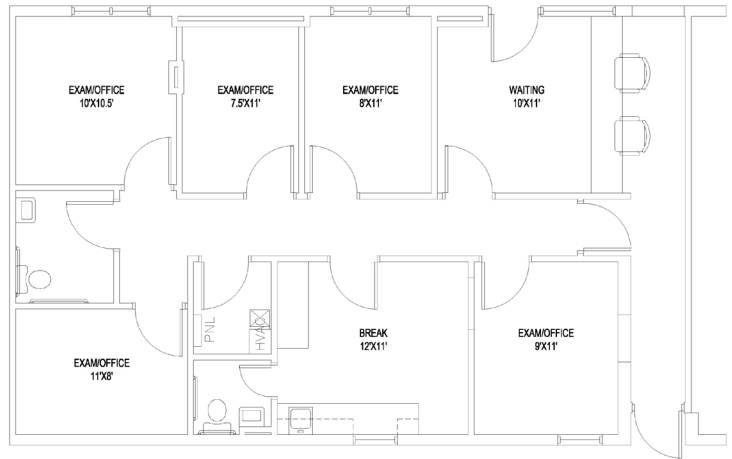 EXAM/OFFICE
10'X10.5'
EXAM/OFFICE
7.5'X11'
EXAM/OFFICE
8'X11'
WAITING
10'X11'
PNL
HVAC
BREAK
12'X11'
EXAM/OFFICE
9'X11'
EXAM/OFFICE
11'X8'